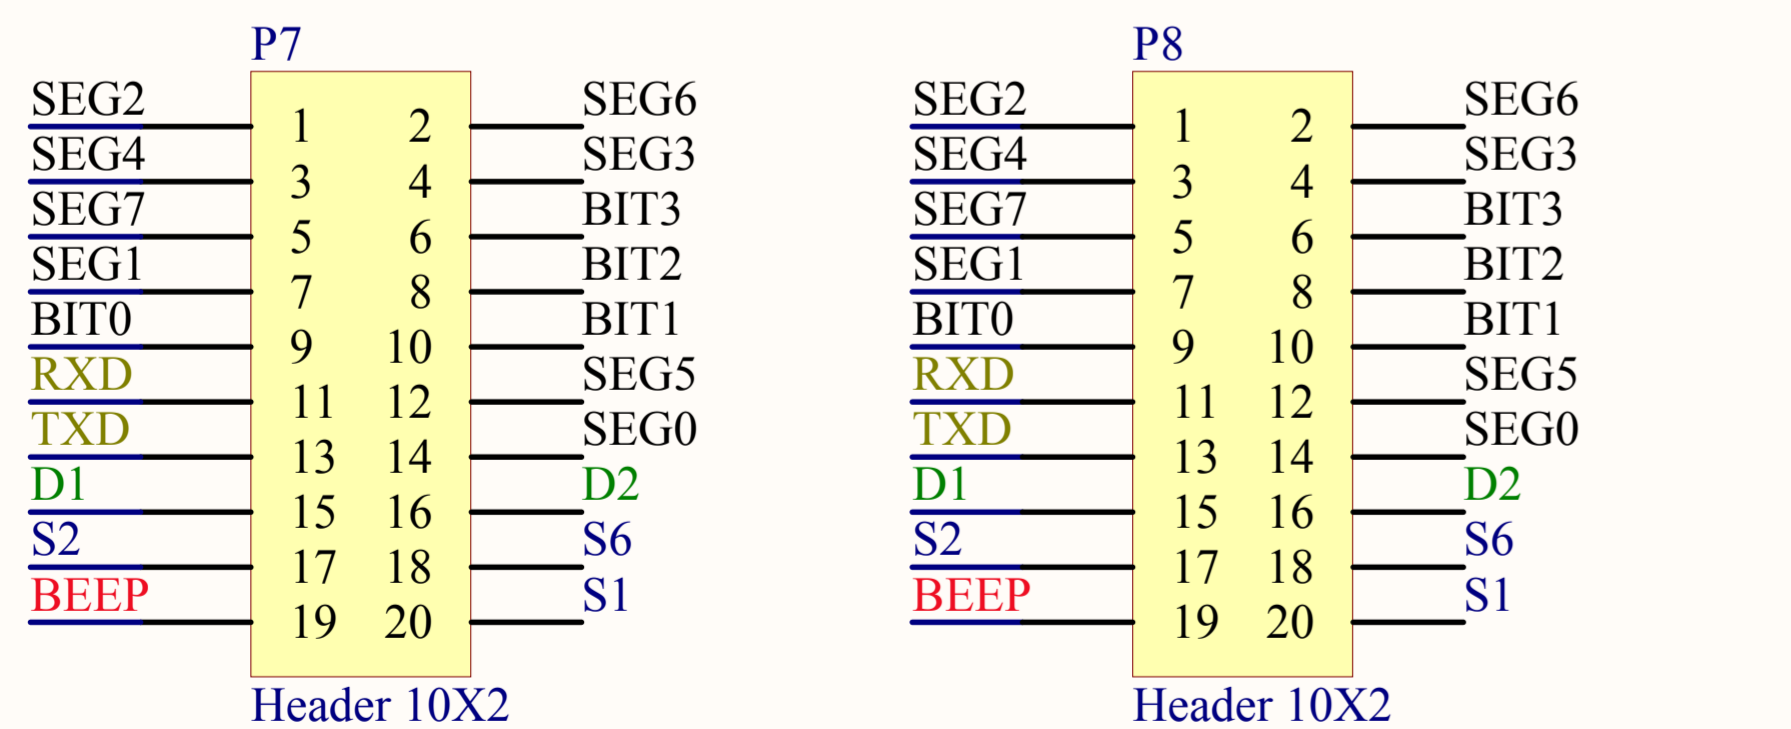 P7 P8
SEG2 SEG6 SEG2 SEG6
1 2 1 2
SEG4 SEG3 SEG4 SEG3
3 4 3 4
SEG7 BIT3 SEG7 BIT3
5 6 5 6
SEG1 BIT2 SEG1 BIT2
7 8 7 8
BIT0 BIT1 BIT0 BIT1
9 10 9 10
RXD SEG5 RXD SEG5
11 12 11 12
TXD SEG0 TXD SEG0
13 14 13 14
D1 D2 D1 D2
15 16 15 16
S2 S6 S2 S6
17 18 17 18
BEEP S1 BEEP S1
19 20 19 20
Header 10X2 Header 10X2